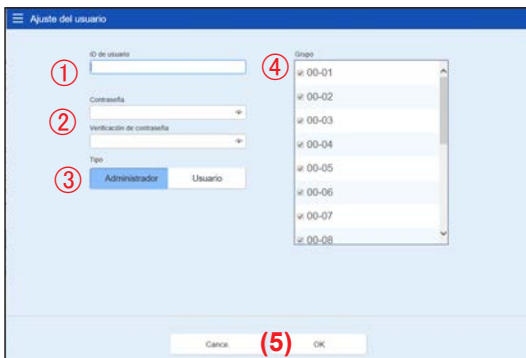 Ajuste del usuario
① ID de usuario
② Contraseña
Verificación de contraseña
③ Tipo
Administrador Usuario
④ Grupo
00-01
00-02
00-03
00-04
00-05
00-06
00-07
00-08
Cance (5) OK